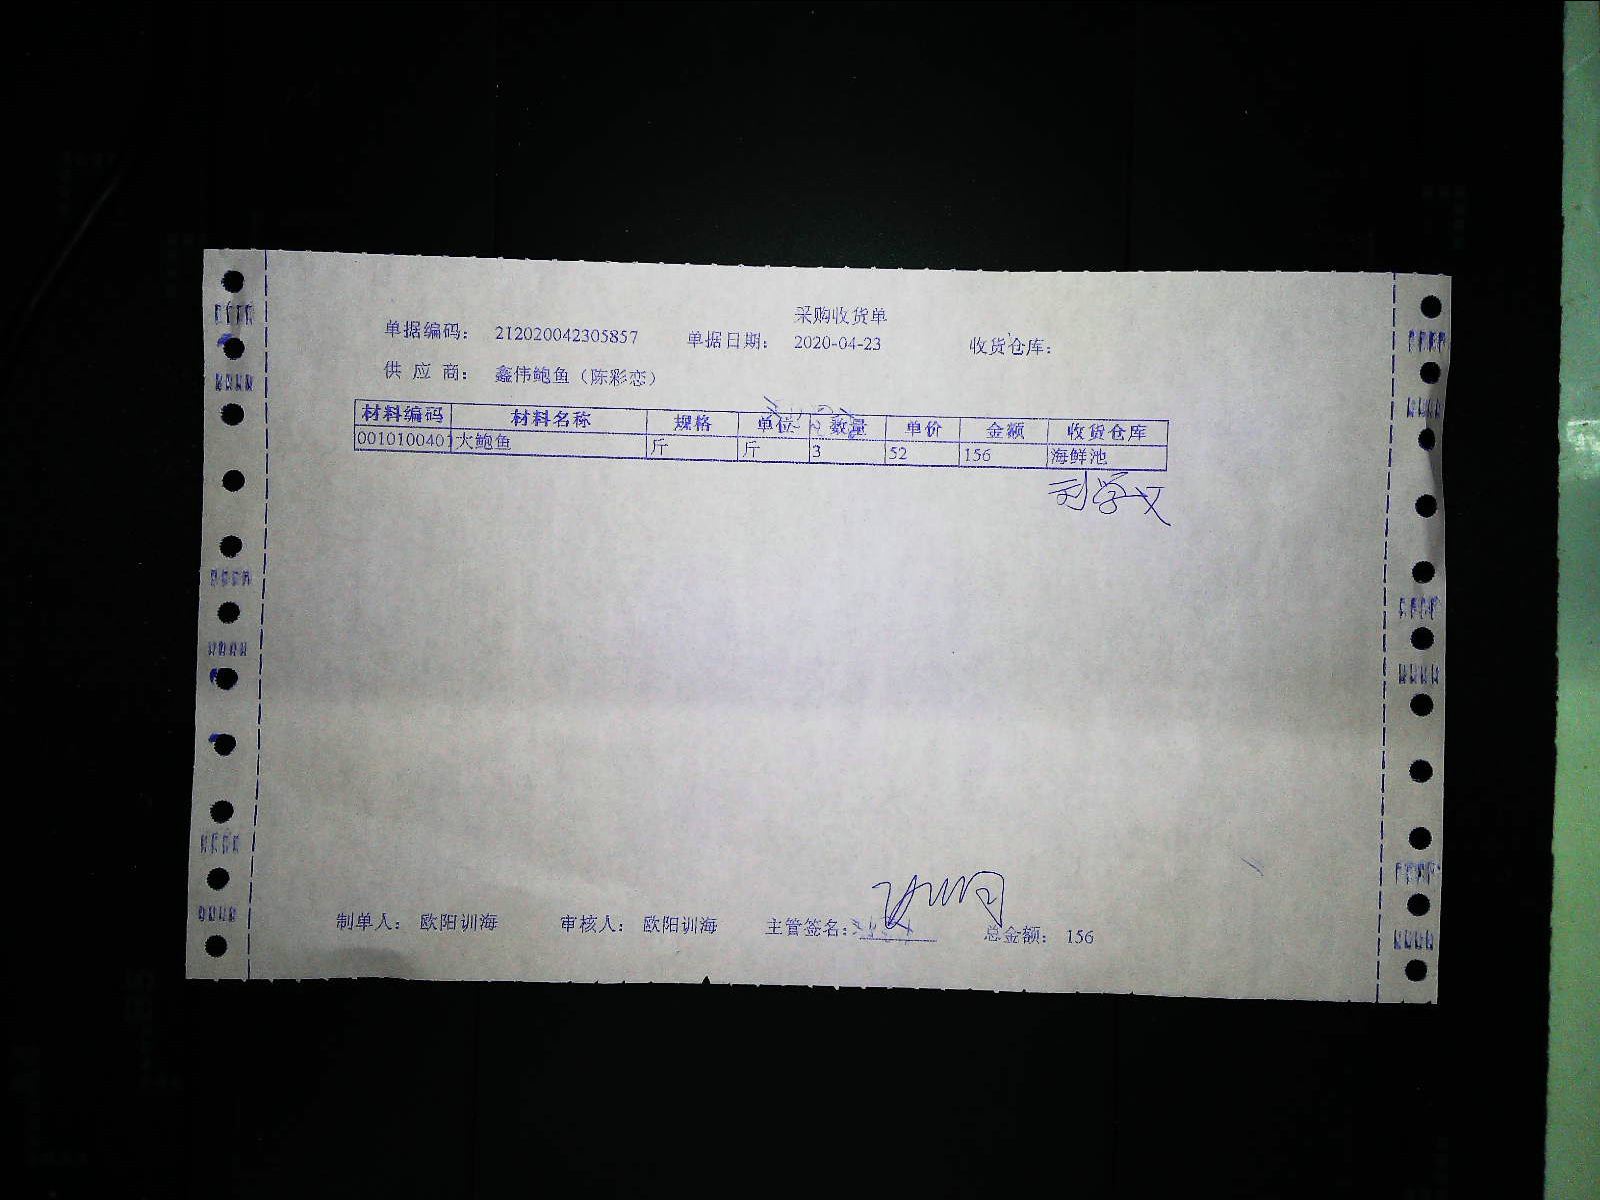 采购收货单
单据编码: 212020042305857 单据日期: 2020-04-23 收货仓库:
供 应 商: 鑫伟鲍鱼（陈彩恋）
材料编码 材料名称 规格 单位 数量 单价 金额 收货仓库
0010100401 大鲍鱼 斤 斤 3 52 156 海鲜池
刘学文
制单人: 欧阳训海 审核人: 欧阳训海 主管签名: 总金额: 156